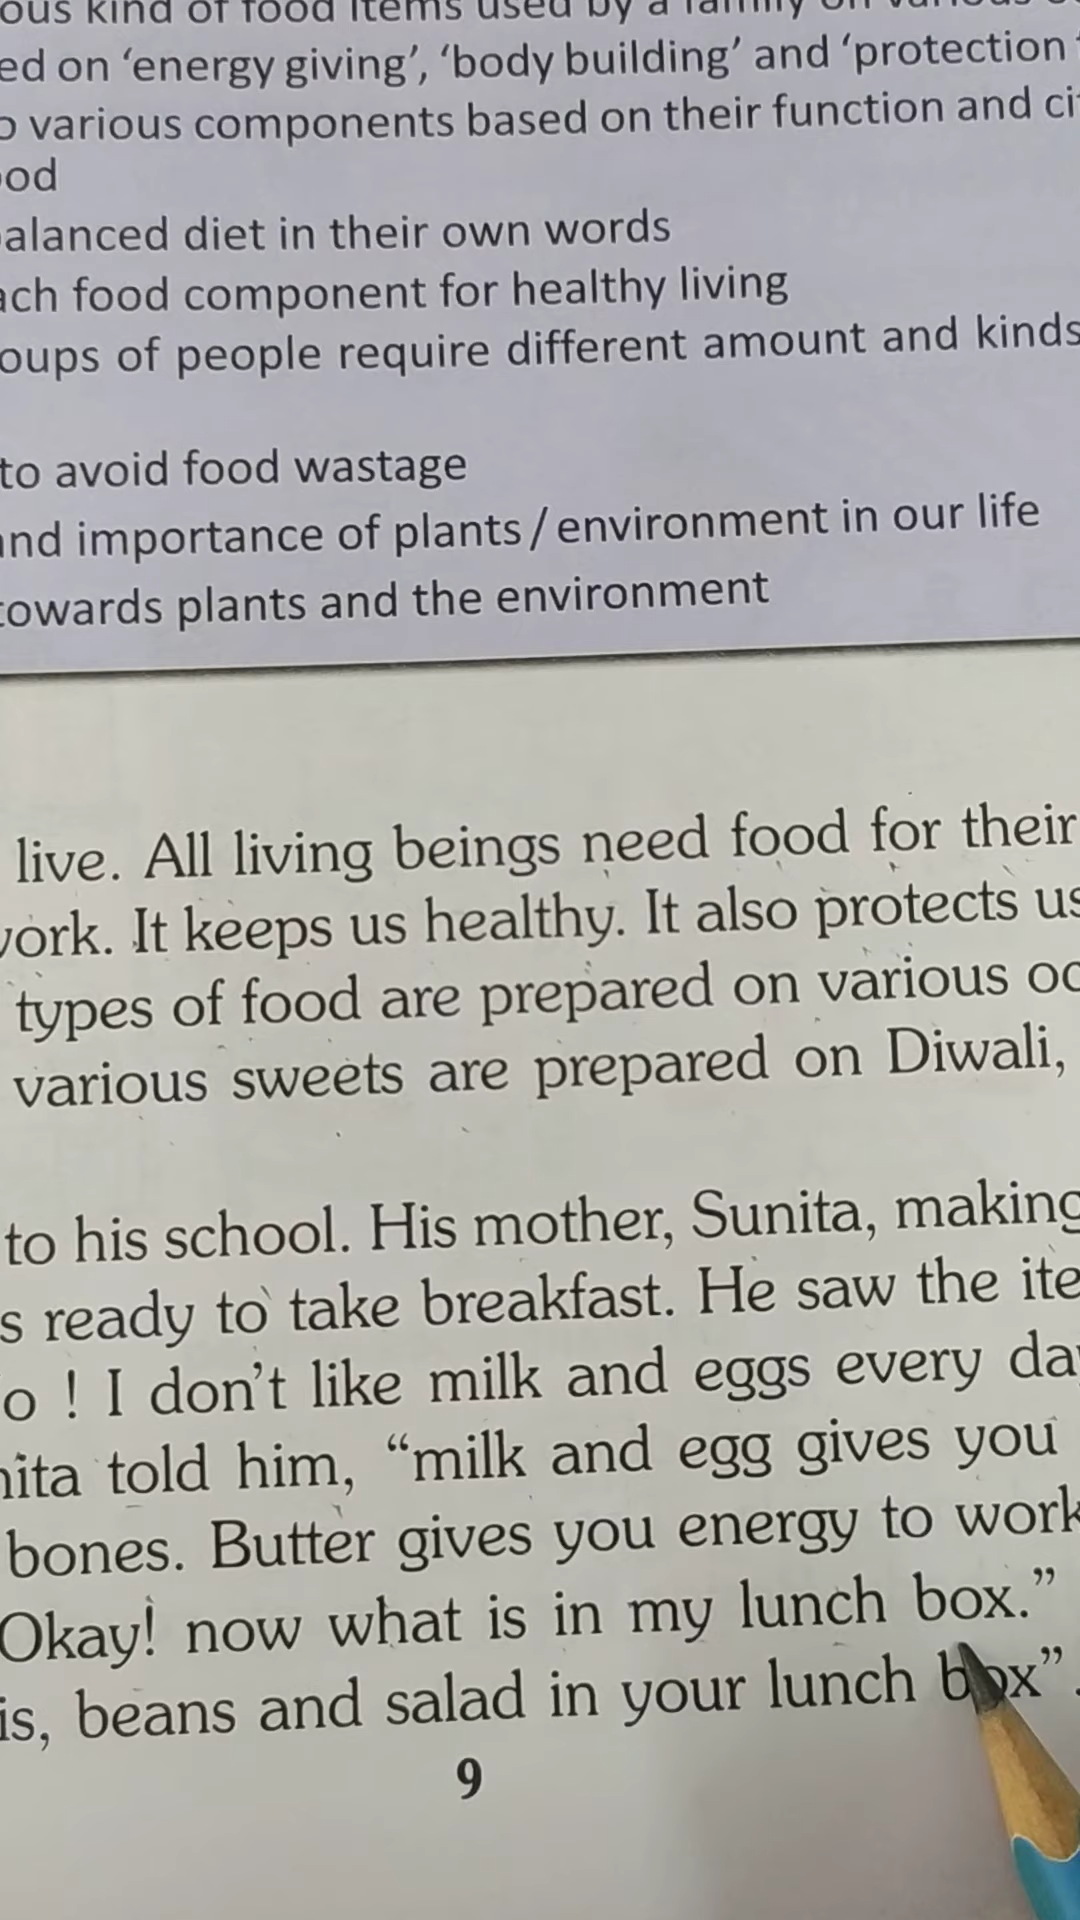 ous kind of food items used by a family on various
ed on ‘energy giving’, ‘body building’ and ‘protection
various components based on their function and
alanced diet in their own words
ach food component for healthy living
oups of people require different amount and kinds
to avoid food wastage
and importance of plants / environment in our life
towards plants and the environment
live. All living beings need food for their
work. It keeps us healthy. It also protects us
types of food are prepared on various oc
various sweets are prepared on Diwali,
to his school. His mother, Sunita, making
s ready to take breakfast. He saw the ite
o ! I don’t like milk and eggs every da
nita told him, “milk and egg gives you
bones. Butter gives you energy to work
Okay! now what is in my lunch box.”
is, beans and salad in your lunch box”.
9